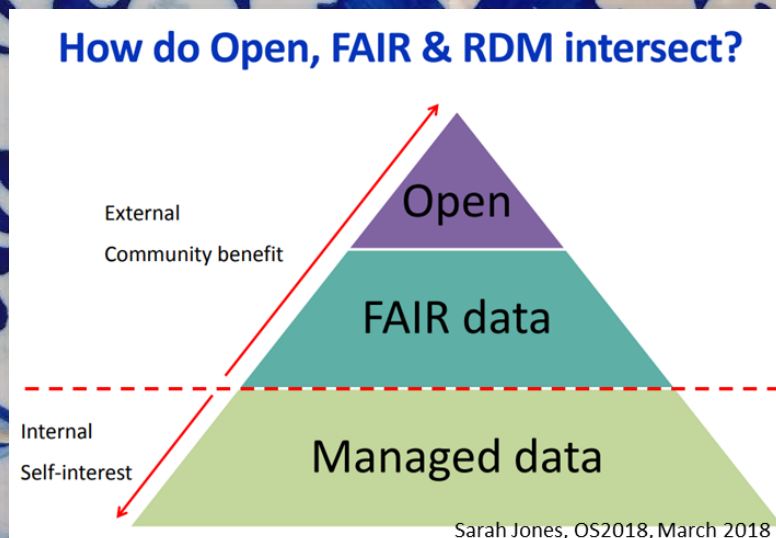 How do Open, FAIR & RDM intersect?
Open
External
Community benefit
FAIR data
Internal
Self-interest
Managed data
Sarah Jones, OS2018, March 2018